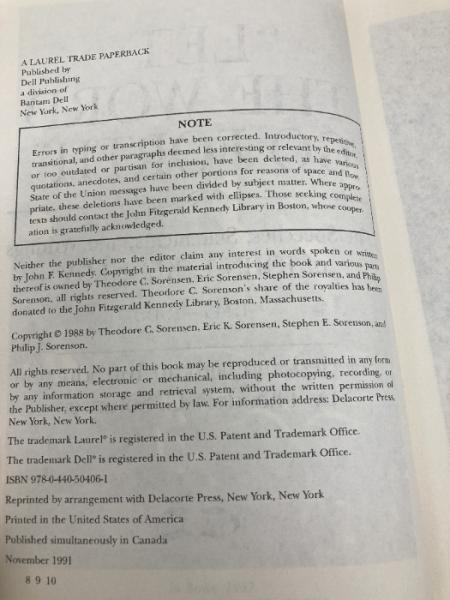 A LAUREL TRADE PAPERBACK
Published by
Dell Publishing
a division of
Bantam Dell
New York, New York
NOTE
Errors in typing or transcription have been corrected. Introductory, repetitive,
transitional, and other paragraphs deemed less interesting or relevant by the editor,
or too outdated or partisan for inclusion, have been deleted, as have various
quotations, anecdotes, and certain other portions for reasons of space and flow.
State of the Union messages have been divided by subject matter. Where appro-
priate, these deletions have been marked with ellipses. Those seeking complete
texts should contact the John Fitzgerald Kennedy Library in Boston, whose cooper-
ation is gratefully acknowledged.
Neither the publisher nor the editor claim any interest in words spoken or written
by John F. Kennedy. Copyright in the material introducing the book and various parts
thereof is owned by Theodore C. Sorensen, Eric Sorensen, Stephen Sorensen, and Philip
Sorenson, all rights reserved. Theodore C. Sorenson's share of the royalties has been
donated to the John Fitzgerald Kennedy Library, Boston, Massachusetts.
Copyright © 1988 by Theodore C. Sorensen, Eric K. Sorensen, Stephen E. Sorenson, and
Philip J. Sorenson.
All rights reserved. No part of this book may be reproduced or transmitted in any form
or by any means, electronic or mechanical, including photocopying, recording, or
by any information storage and retrieval system, without the written permission of
the Publisher, except where permitted by law. For information address: Delacorte Press,
New York, New York.
The trademark Laurel® is registered in the U.S. Patent and Trademark Office.
The trademark Dell® is registered in the U.S. Patent and Trademark Office.
ISBN 978-0-440-50406-1
Reprinted by arrangement with Delacorte Press, New York, New York
Printed in the United States of America
Published simultaneously in Canada
November 1991
8 9 10